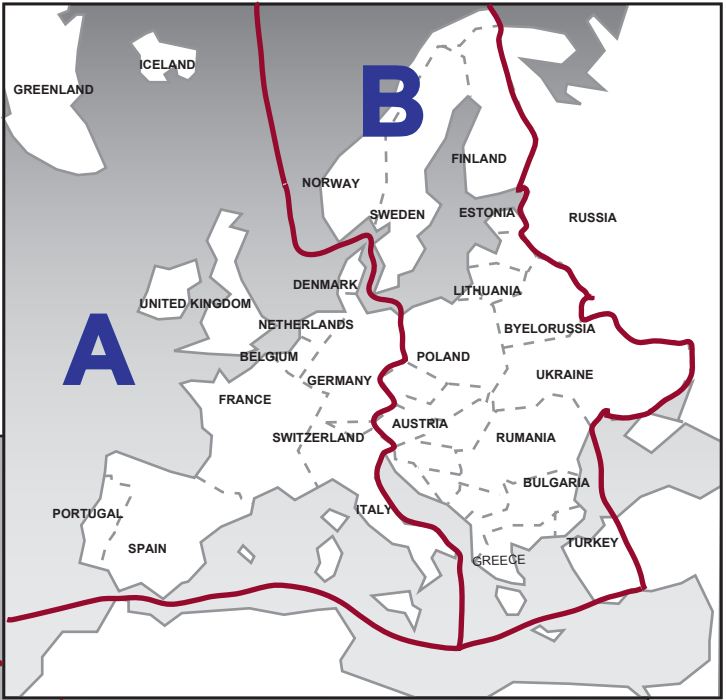 B
ICELAND
GREENLAND
FINLAND
NORWAY
SWEDEN
ESTONIA
RUSSIA
DENMARK
LITHUANIA
UNITED KINGDOM
A
NETHERLANDS
BYELORUSSIA
BELGIUM
POLAND
GERMANY
UKRAINE
FRANCE
AUSTRIA
SWITZERLAND
RUMANIA
BULGARIA
ITALY
PORTUGAL
TURKEY
SPAIN
GREECE